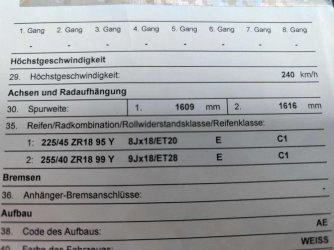 1. Gang 2. Gang 3. Gang 4. Gang 5. Gang 6. Gang 7. Gang 8. Gang
- - - - - - - -
Höchstgeschwindigkeit
29. Höchstgeschwindigkeit: 240 km/h
Achsen und Radaufhängung
30. Spurweite: 1. 1609 mm 2. 1616 mm
35. Reifen/Radkombination/Rollwiderstandsklasse/Reifenklasse:
1: 225/45 ZR18 95 Y 8Jx18/ET20 E C1
2: 255/40 ZR18 99 Y 9Jx18/ET28 E C1
Bremsen
36. Anhänger-Bremsanschlüsse: -
Aufbau
38. Code des Aufbaus: AE
Farbe des Fahrzeugs: WEISS